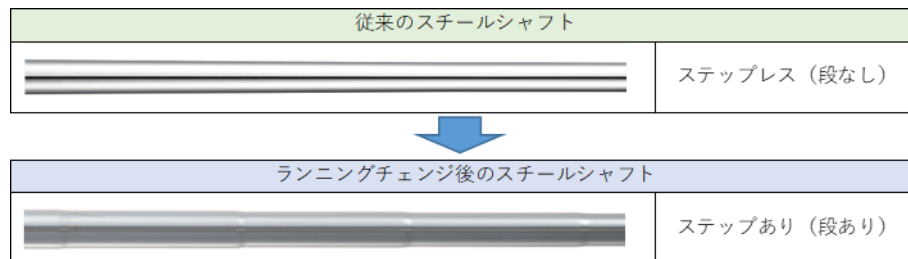 従来のスチールシャフト
ステップレス（段なし）
ランニングチェンジ後のスチールシャフト
ステップあり（段あり）